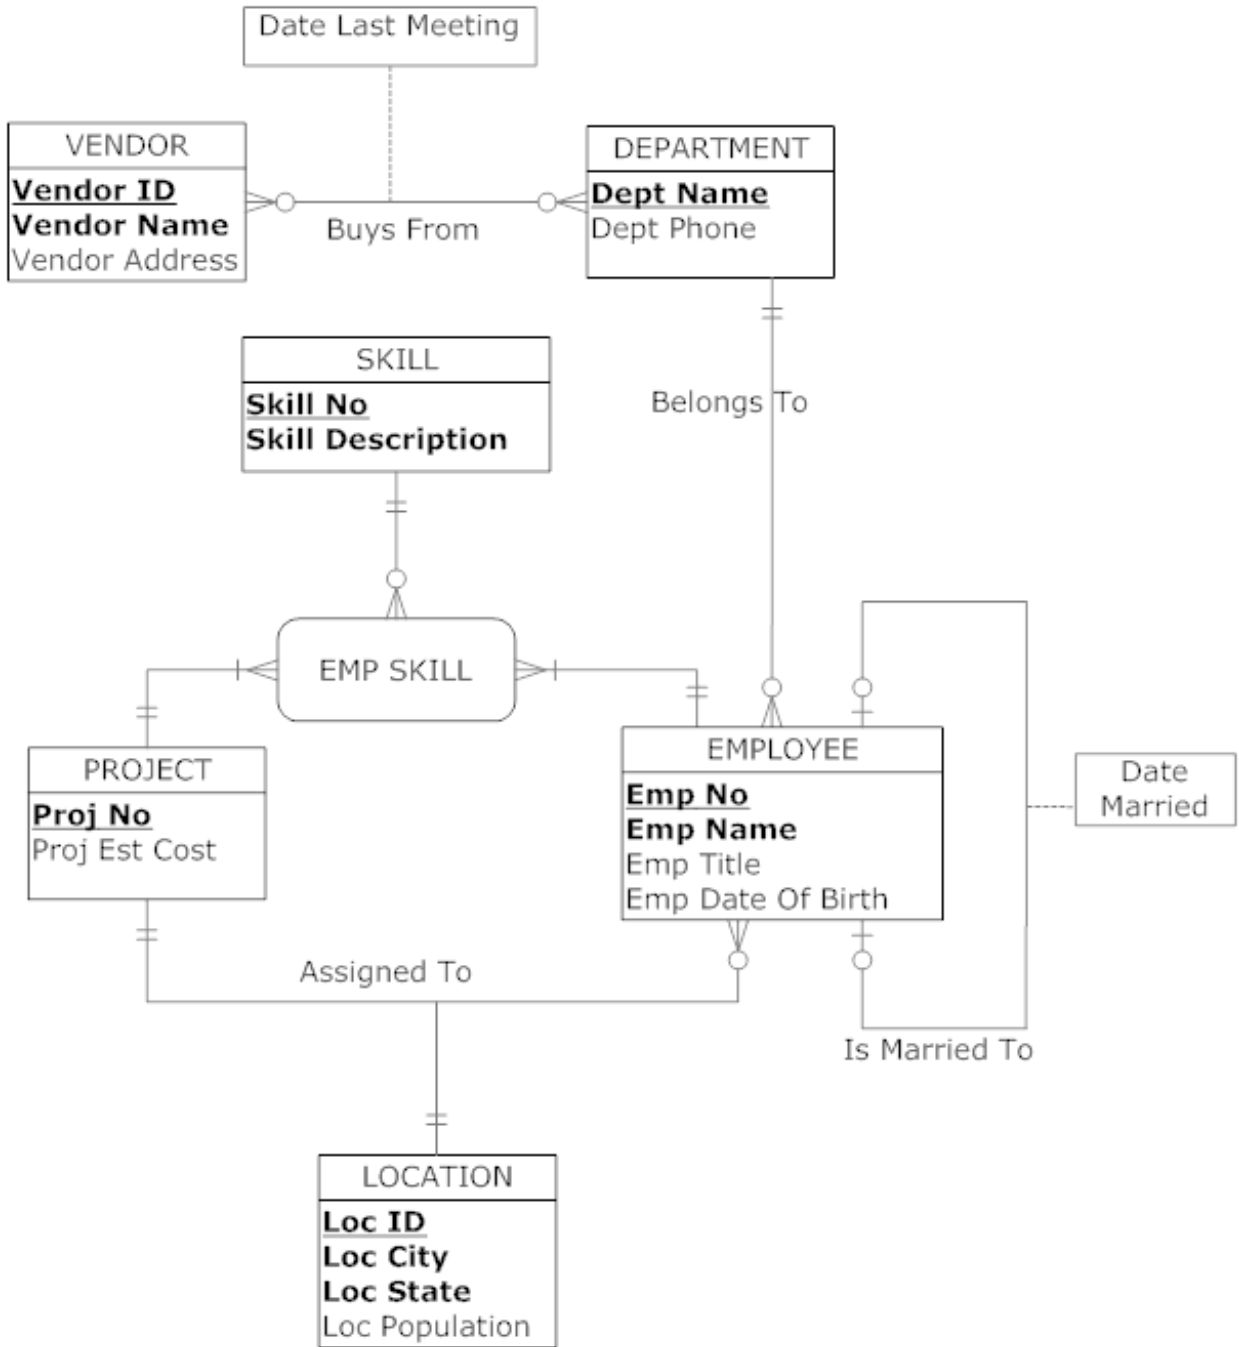 Date Last Meeting
VENDOR
Vendor ID
Vendor Name
Vendor Address
Buys From
DEPARTMENT
Dept Name
Dept Phone
SKILL
Skill No
Skill Description
Belongs To
EMP SKILL
PROJECT
Proj No
Proj Est Cost
EMPLOYEE
Emp No
Emp Name
Emp Title
Emp Date Of Birth
Date
Married
Assigned To
Is Married To
LOCATION
Loc ID
Loc City
Loc State
Loc Population